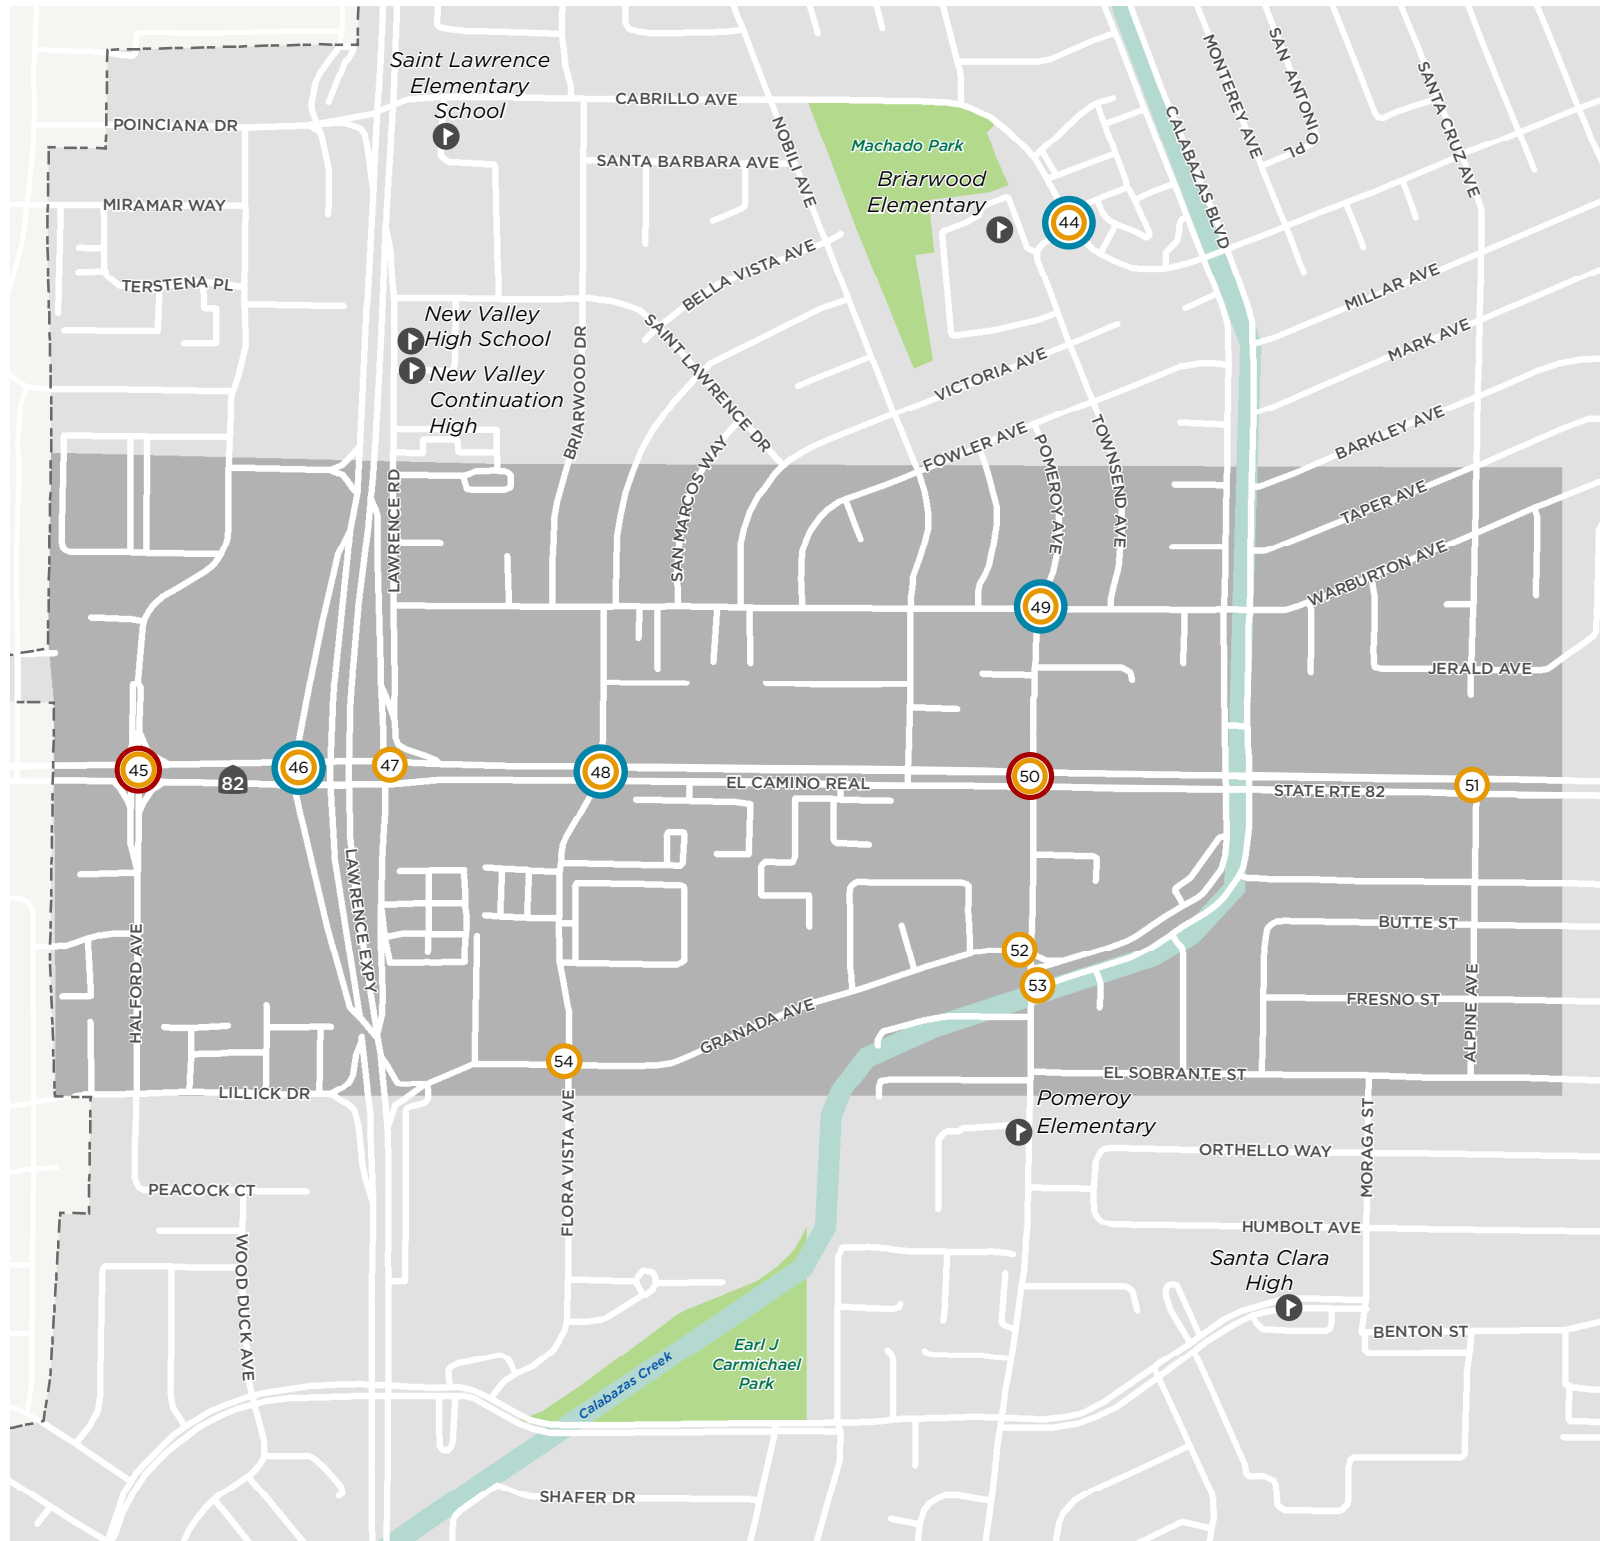 Saint Lawrence
Elementary
School
CABRILLO AVE
POINCIANA DR
MONTEREY AVE
SAN ANTONIO PL
SANTA CRUZ AVE
CALABAZAS BLVD
NOBILI AVE
Machado Park
SANTA BARBARA AVE
Briarwood
Elementary
MIRAMAR WAY
44
BELLA VISTA AVE
TERSTENA PL
MILLAR AVE
New Valley
High School
SAINT LAWRENCE DR
MARK AVE
BRIARWOOD DR
VICTORIA AVE
New Valley
Continuation
High
BARKLEY AVE
FOWLER AVE
TOWNSEND AVE
POMEROY AVE
SAN MARCOS WAY
LAWRENCE RD
TAPER AVE
WARBURTON AVE
49
JERALD AVE
45
46
47
48
50
51
82
EL CAMINO REAL
STATE RTE 82
LAWRENCE EXPY
HALFORD AVE
BUTTE ST
52
53
FRESNO ST
ALPINE AVE
GRANADA AVE
54
EL SOBRANTE ST
LILLICK DR
Pomeroy
Elementary
MORAGA ST
FLORA VISTA AVE
ORTHELLO WAY
PEACOCK CT
HUMBOLT AVE
WOOD DUCK AVE
Santa Clara
High
BENTON ST
Earl J
Carmichael
Park
Calabazas Creek
SHAFER DR